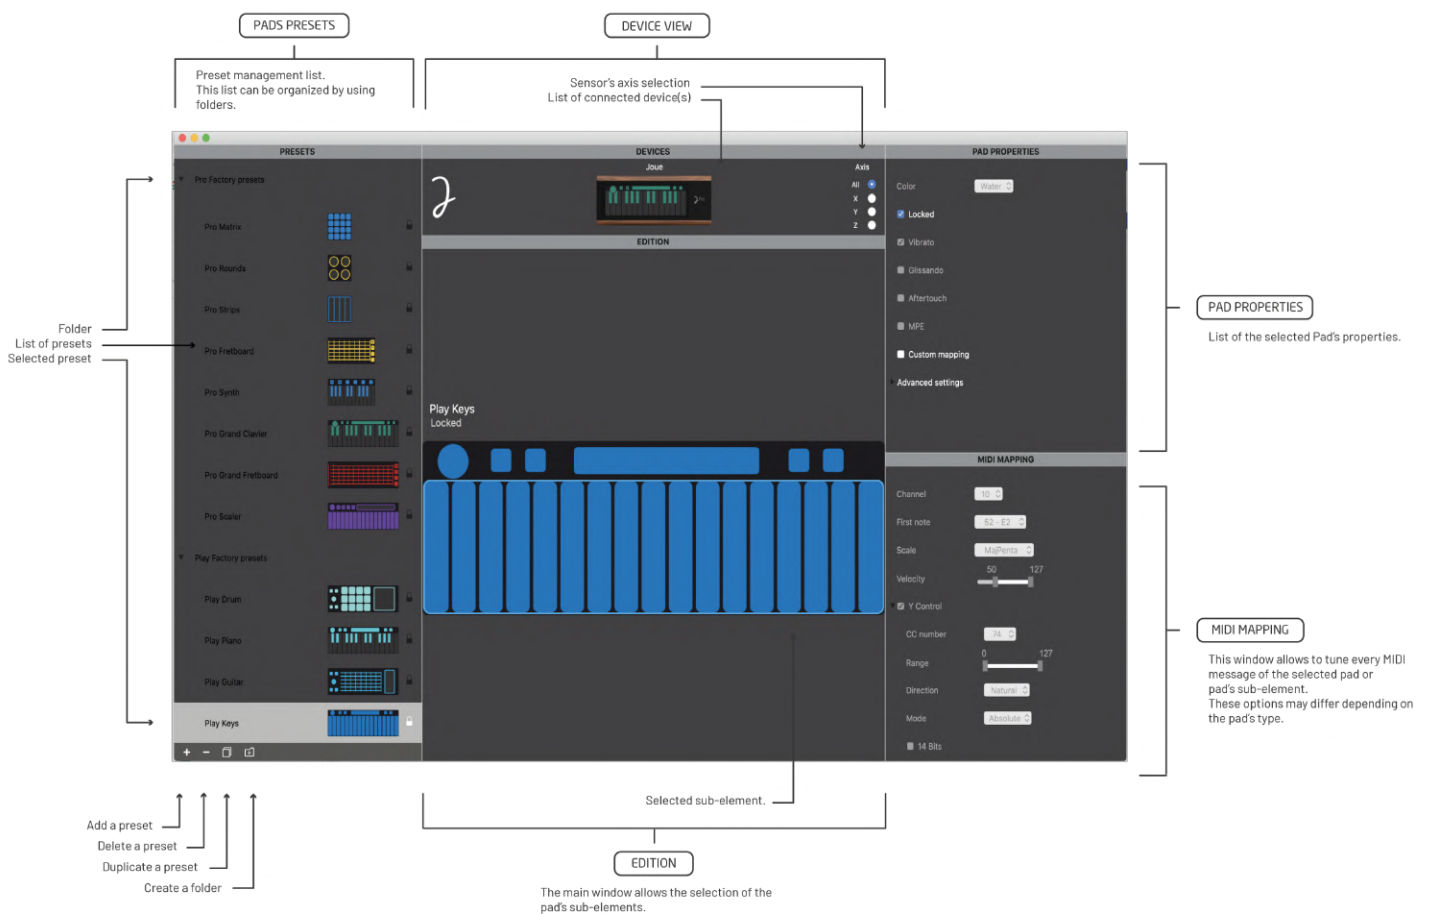 PADS PRESETS
DEVICE VIEW
Preset management list.
This list can be organized by using
folders.
Sensor's axis selection
List of connected device(s)
PRESETS
DEVICES
PAD PROPERTIES
Pro Factory presets
Pro Matrix
Pro Rounds
Pro Strips
Pro Fretboard
Pro Synth
Pro Grand Clavier
Pro Grand Fretboard
Pro Scaler
Play Factory presets
Play Drum
Play Piano
Play Guitar
Play Keys
Folder
List of presets
Selected preset
Joue
Axis
All
X
Y
Z
EDITION
Play Keys
Locked
Color
Water
Locked
Vibrato
Glissando
Aftertouch
MPE
Custom mapping
Advanced settings
MIDI MAPPING
Channel
10
First note
52 - E2
Scale
MajPenta
50 127
Velocity
Y Control
CC number
74
0 127
Range
Direction
Natural
Mode
Absolute
14 Bits
PAD PROPERTIES
List of the selected Pad's properties.
MIDI MAPPING
This window allows to tune every MIDI
message of the selected pad or
pad's sub-element.
These options may differ depending on
the pad's type.
Add a preset
Delete a preset
Duplicate a preset
Create a folder
Selected sub-element.
EDITION
The main window allows the selection of the
pad's sub-elements.